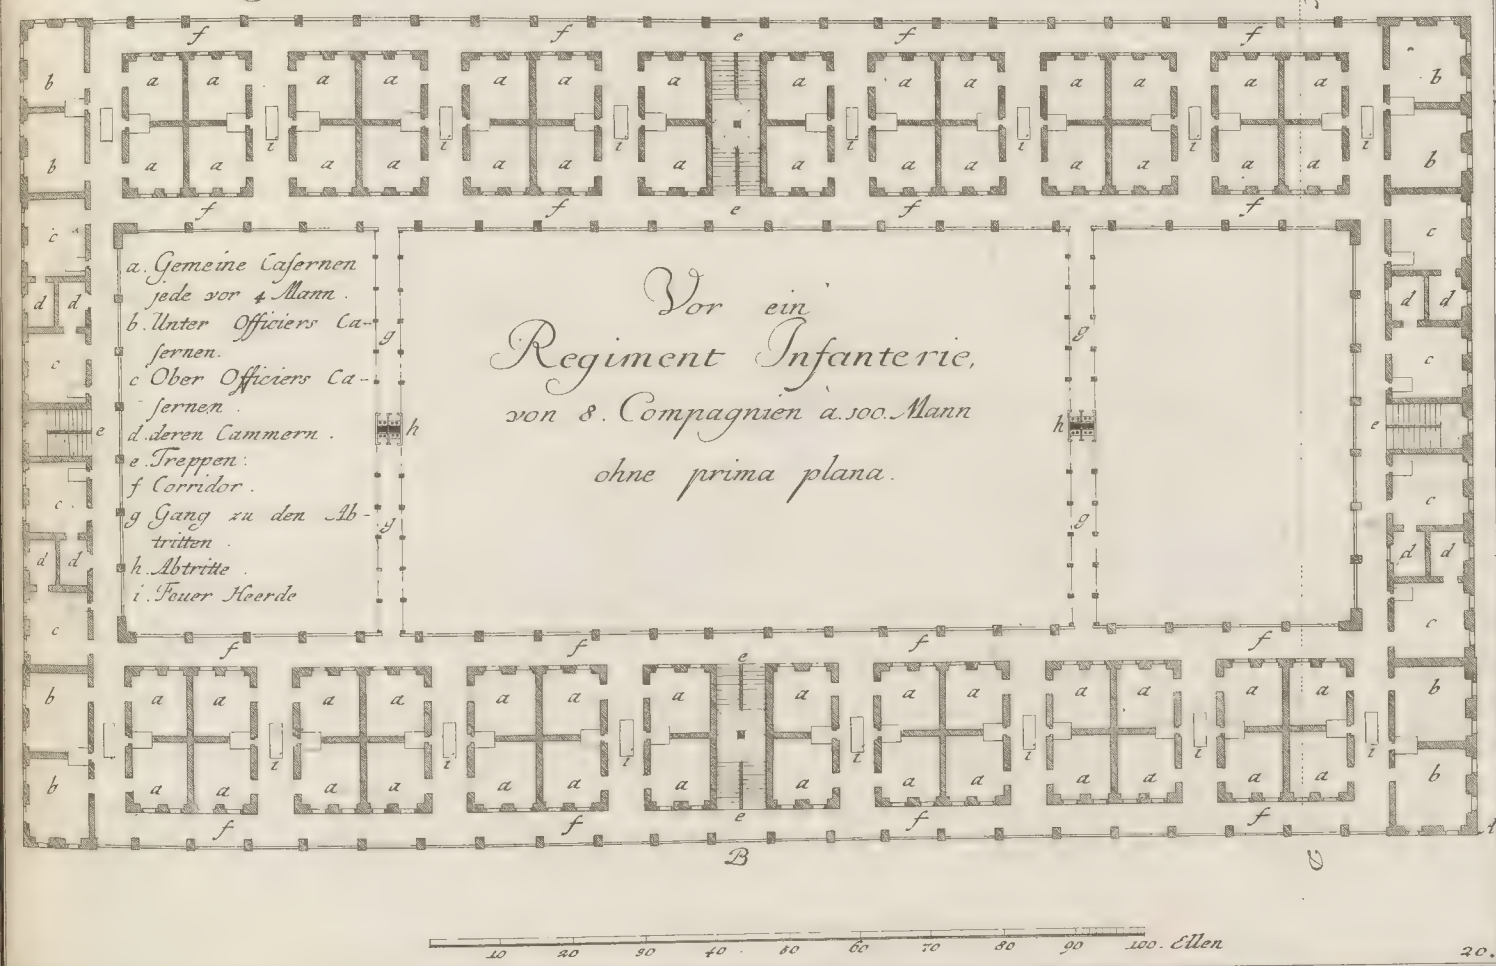 f e f
f f f f
b a a a a a a a a a a a a a a b
i i i i i i i
b a a a a a a a a a a a a a a b
f f e f f
c c
d d d d
c c
e e
c c
d d d d
c c
a. Gemeine Casernen
jede vor 4 Mann.
b. Unter Officiers Ca-
sernen.
c Ober Officiers Ca-
sernen.
d. deren Cammern.
e. Treppen:
f Corridor.
g Gang zu den Ab-
tritten.
h. Abtritte.
i. Feuer Heerde
g g
h h
g g
Vor ein
Regiment Infanterie,
von 8. Compagnien à. 100. Mann
ohne prima plana.
f f e f f
b a a a a a a a a a a a a a a b
i i i i i i i
b a a a a a a a a a a a a a a b
f f e f f
B
10 20 30 40 50 60 70 80 90 100. Ellen
20.